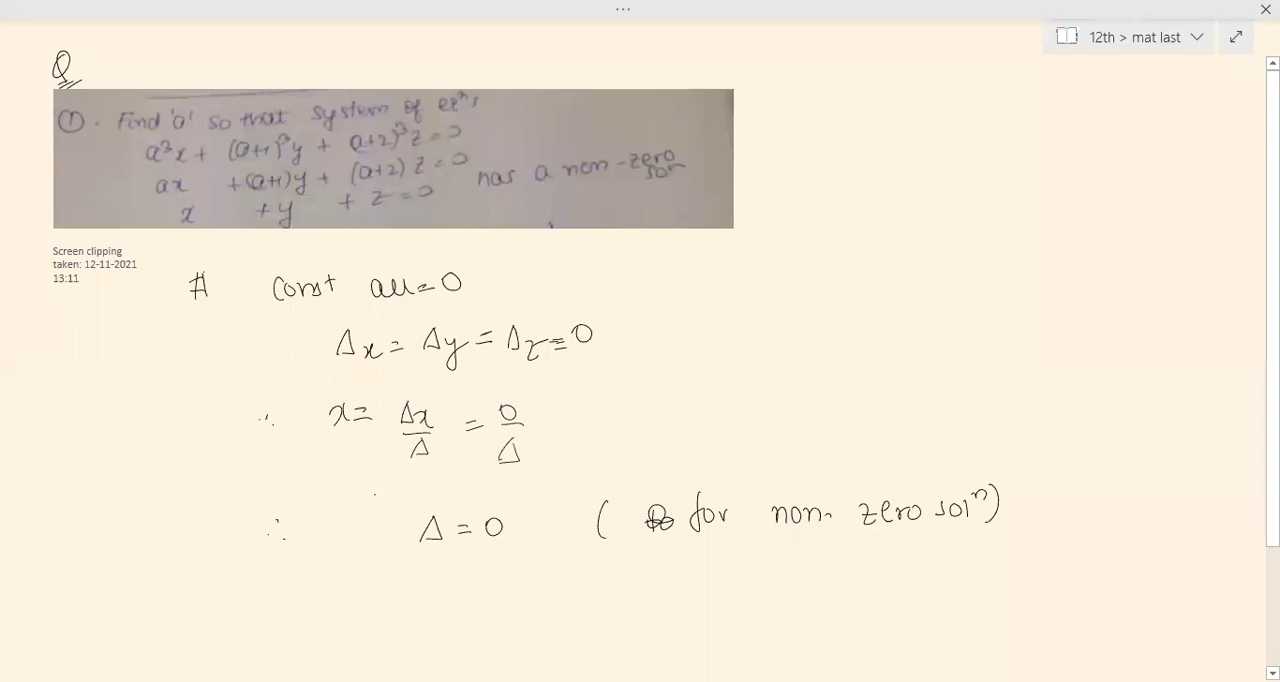 12th > mat last
Q
① . Find 'a' so that system of eqⁿs
a³x + (a+1)³y + (a+2)³z = 0
ax + (a+1)y + (a+2) z = 0 has a non-zero solⁿ
x + y + z = 0
Screen clipping
taken: 12-11-2021
13:11
# const all = 0
Δx = Δy = Δz = 0
∴ x = Δx/Δ = 0/Δ
∴ Δ = 0 ( for non-zero solⁿ)